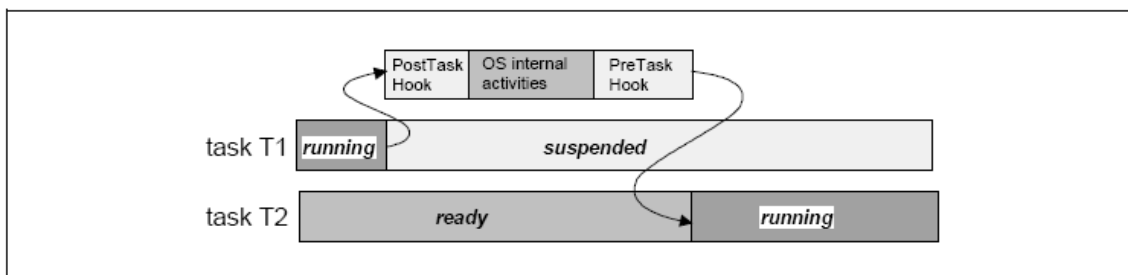 PostTask
Hook
OS internal
activities
PreTask
Hook
task T1
running
suspended
task T2
ready
running